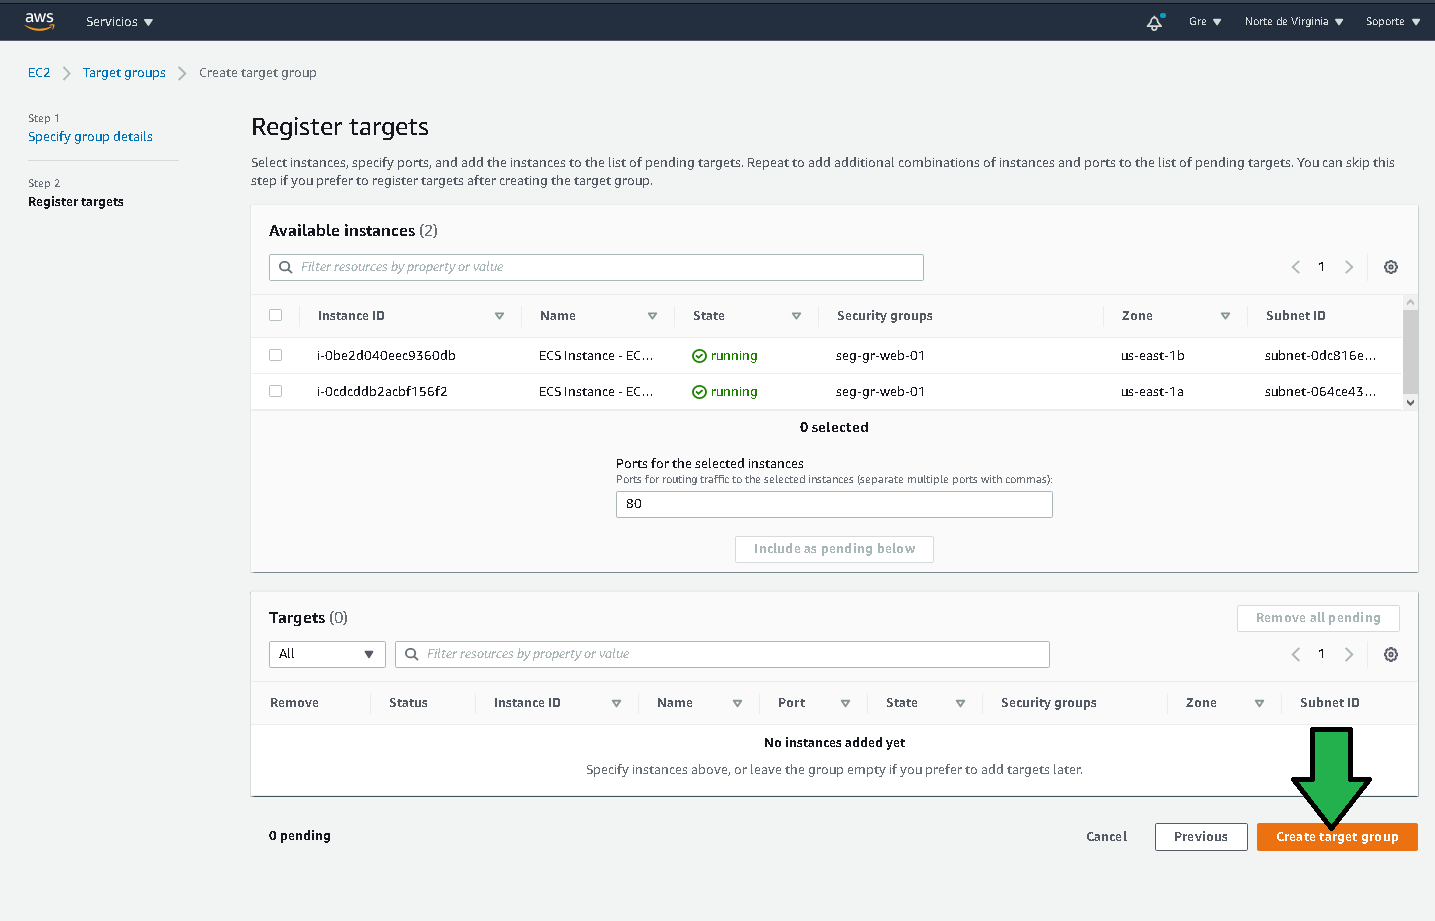 aws Servicios Gre Norte de Virginia Soporte
EC2 Target groups Create target group
Step 1
Specify group details
Step 2
Register targets
Register targets
Select instances, specify ports, and add the instances to the list of pending targets. Repeat to add additional combinations of instances and ports to the list of pending targets. You can skip this
step if you prefer to register targets after creating the target group.
Available instances (2)
Filter resources by property or value 1
Instance ID Name State Security groups Zone Subnet ID
i-0be2d040eec9360db ECS Instance - EC... running seg-gr-web-01 us-east-1b subnet-0dc816e...
i-0cdcddb2acbf156f2 ECS Instance - EC... running seg-gr-web-01 us-east-1a subnet-064ce43...
0 selected
Ports for the selected instances
Ports for routing traffic to the selected instances (separate multiple ports with commas):
80
Include as pending below
Targets (0) Remove all pending
All Filter resources by property or value 1
Remove Status Instance ID Name Port State Security groups Zone Subnet ID
No instances added yet
Specify instances above, or leave the group empty if you prefer to add targets later.
0 pending Cancel Previous Create target group